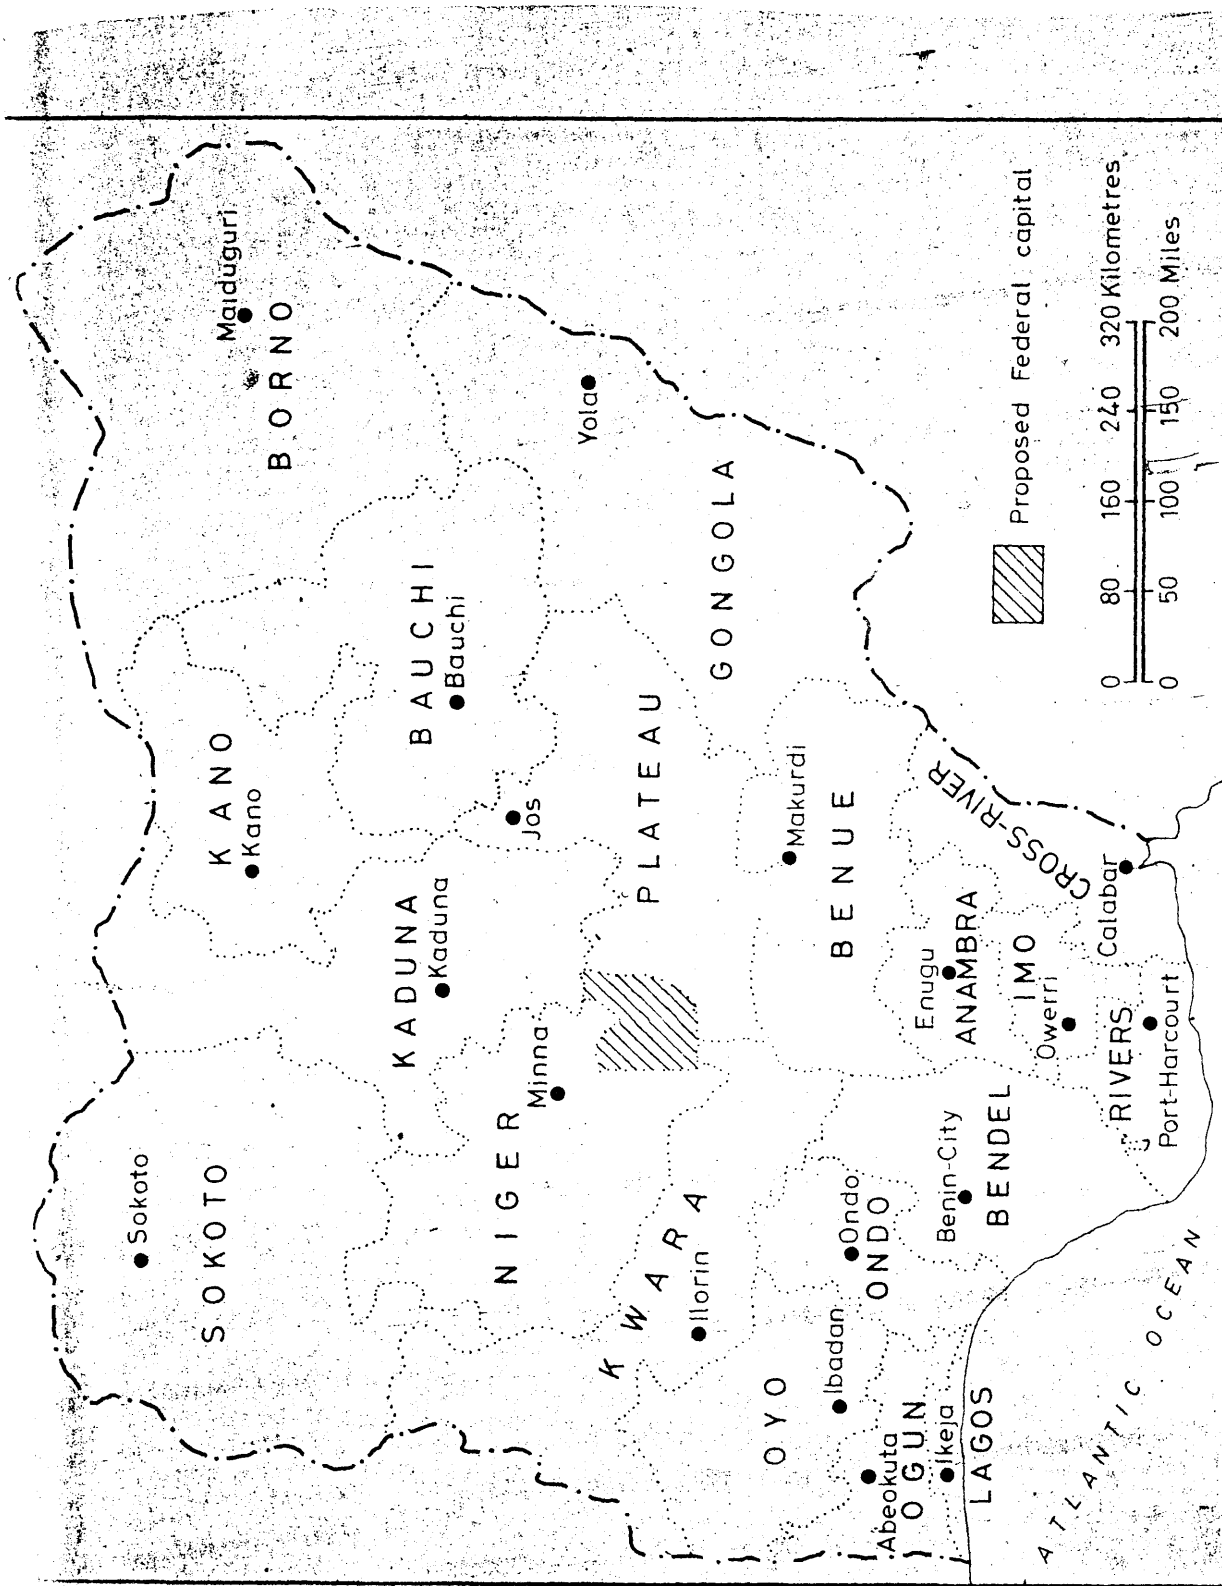 SOKOTO
Sokoto
KANO
Kano
BORNO
Maiduguri
KADUNA
Kaduna
BAUCHI
Bauchi
NIGER
Minna
Jos
Yola
PLATEAU
GONGOLA
KWARA
Ilorin
Makurdi
BENUE
OYO
Ibadan
Ondo
ONDO
Abeokuta
OGUN
Ikeja
LAGOS
Benin-City
BENDEL
Enugu
ANAMBRA
IMO
Owerri
CROSS-RIVER
Calabar
RIVERS
Port-Harcourt
ATLANTIC OCEAN
Proposed Federal capital
0 80 160 240 320 Kilometres
0 50 100 150 200 Miles